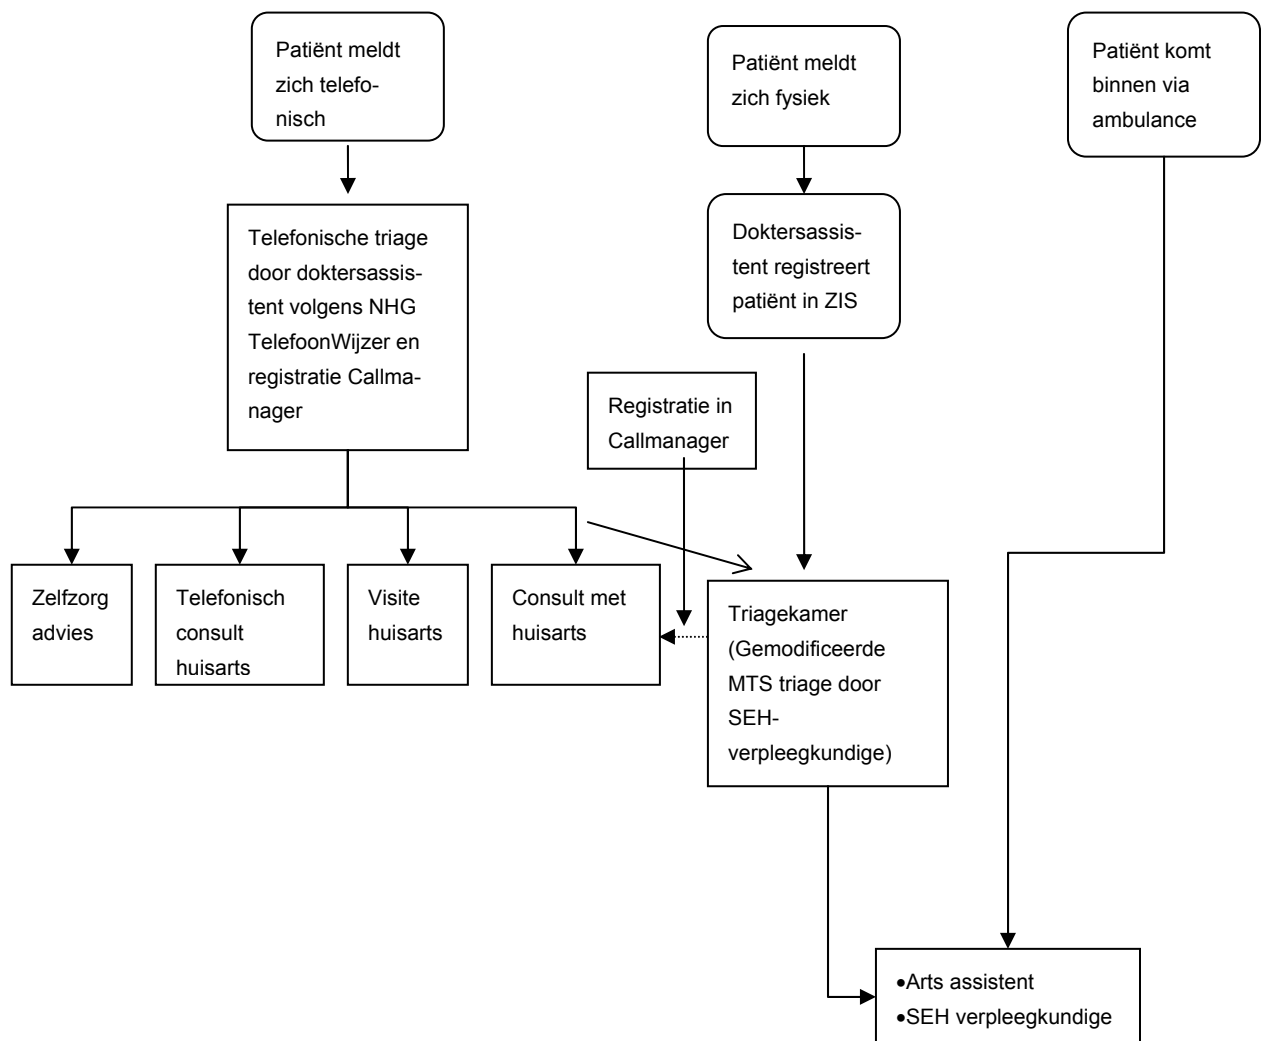 Patiënt meldt
zich telefo-
nisch
Patiënt meldt
zich fysiek
Patiënt komt
binnen via
ambulance
Telefonische triage
door doktersassis-
tent volgens NHG
TelefoonWijzer en
registratie Callma-
nager
Doktersassis-
tent registreert
patiënt in ZIS
Registratie in
Callmanager
Zelfzorg
advies
Telefonisch
consult
huisarts
Visite
huisarts
Consult met
huisarts
Triagekamer
(Gemodificeerde
MTS triage door
SEH-
verpleegkundige)
•Arts assistent
•SEH verpleegkundige